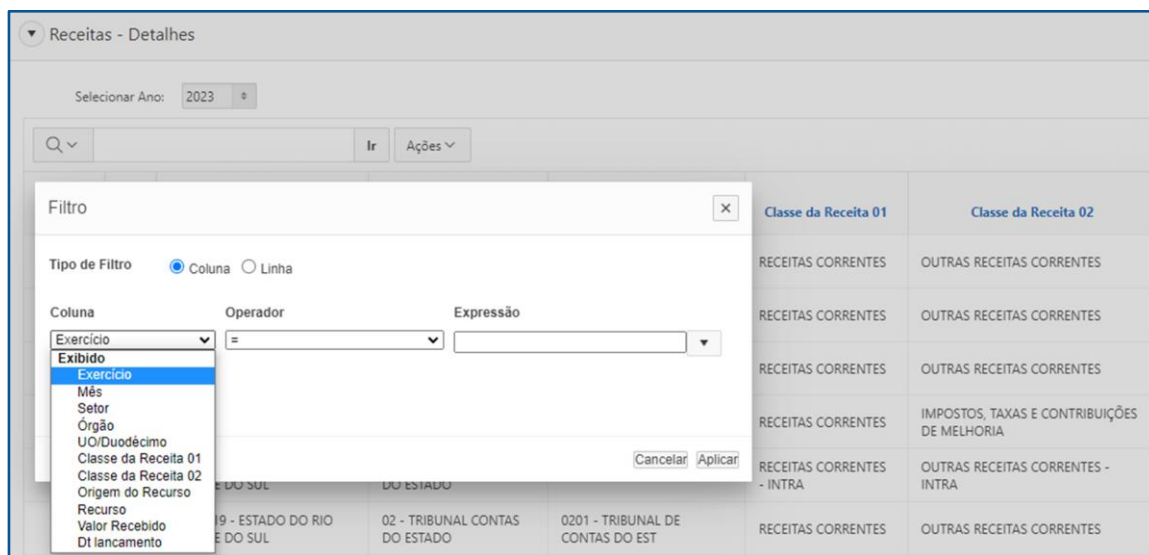 Receitas - Detalhes
Selecionar Ano: 2023
Ir Ações
Filtro
Classe da Receita 01 Classe da Receita 02
Tipo de Filtro Coluna Linha
RECEITAS CORRENTES OUTRAS RECEITAS CORRENTES
Coluna Operador Expressão
RECEITAS CORRENTES OUTRAS RECEITAS CORRENTES
Exercício =
Exibido
Exercício
RECEITAS CORRENTES OUTRAS RECEITAS CORRENTES
Mês
Setor
Órgão
RECEITAS CORRENTES IMPOSTOS, TAXAS E CONTRIBUIÇÕES
DE MELHORIA
UO/Duodécimo
Classe da Receita 01
Cancelar Aplicar
Classe da Receita 02
RECEITAS CORRENTES OUTRAS RECEITAS CORRENTES -
- INTRA INTRA
E DO SUL DO ESTADO
Origem do Recurso
Recurso
Valor Recebido
19 - ESTADO DO RIO 02 - TRIBUNAL CONTAS 0201 - TRIBUNAL DE
RECEITAS CORRENTES OUTRAS RECEITAS CORRENTES
Dt lancamento
E DO SUL DO ESTADO CONTAS DO EST